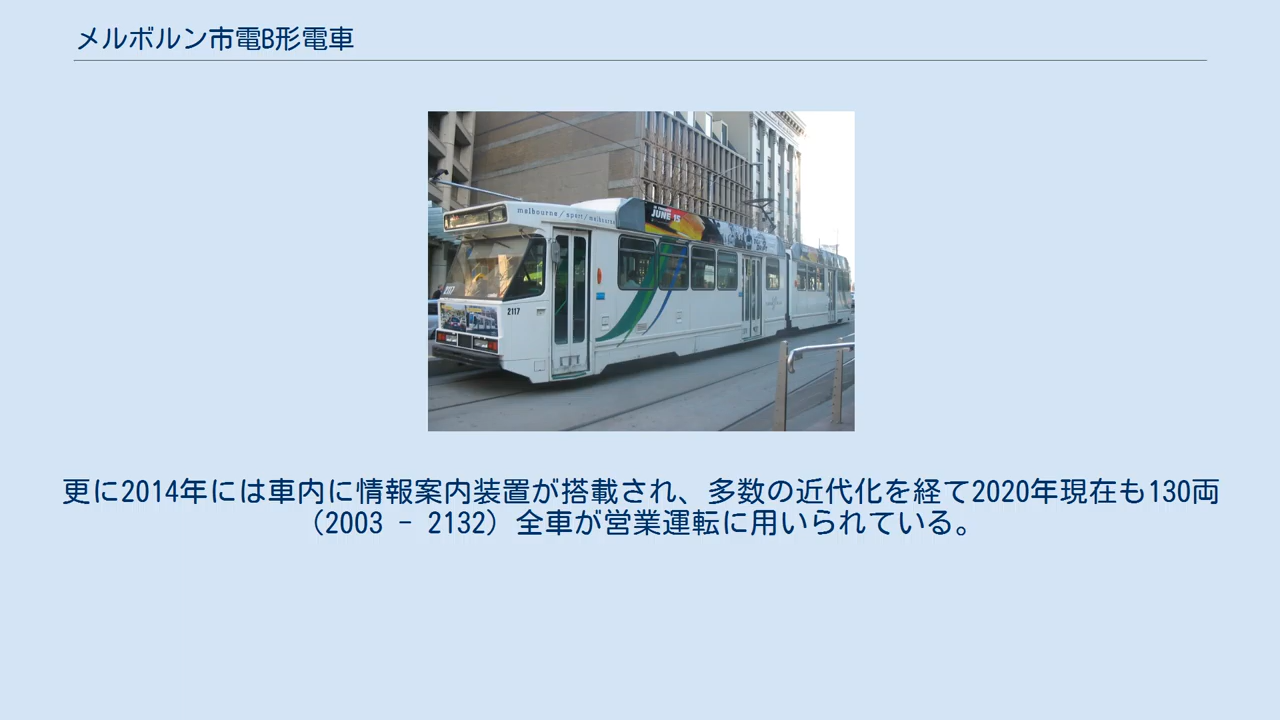 メルボルン市電B形電車
melbourne / sport / melbourne
JUNE 15
2117
更に2014年には車内に情報案内装置が搭載され、多数の近代化を経て2020年現在も130両
（2003 - 2132）全車が営業運転に用いられている。